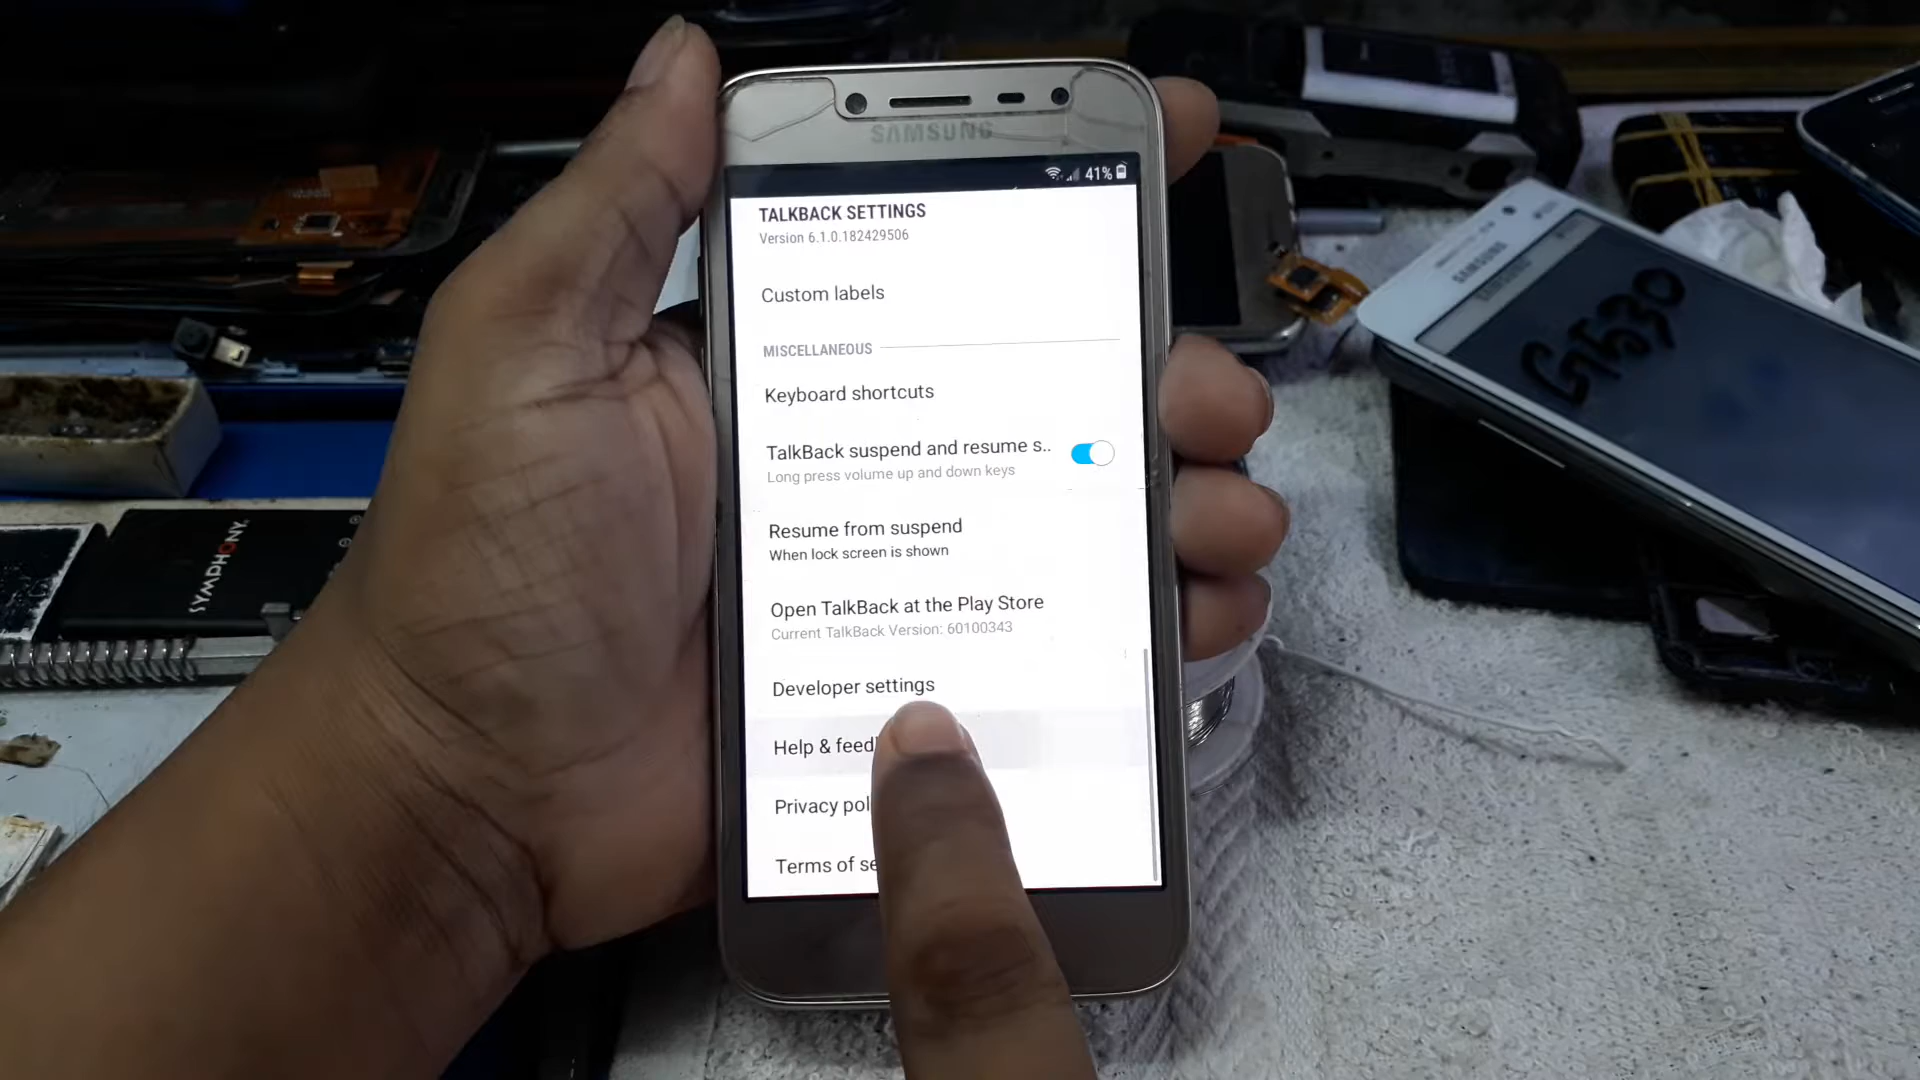 SAMSUNG
41%
TALKBACK SETTINGS
Version 6.1.0.182429506
Custom labels
MISCELLANEOUS
Keyboard shortcuts
TalkBack suspend and resume s..
Long press volume up and down keys
Resume from suspend
When lock screen is shown
Open TalkBack at the Play Store
Current TalkBack Version: 60100343
Developer settings
Help & feed
Privacy pol
Terms of se
SYMPHONY
SAMSUNG
G530